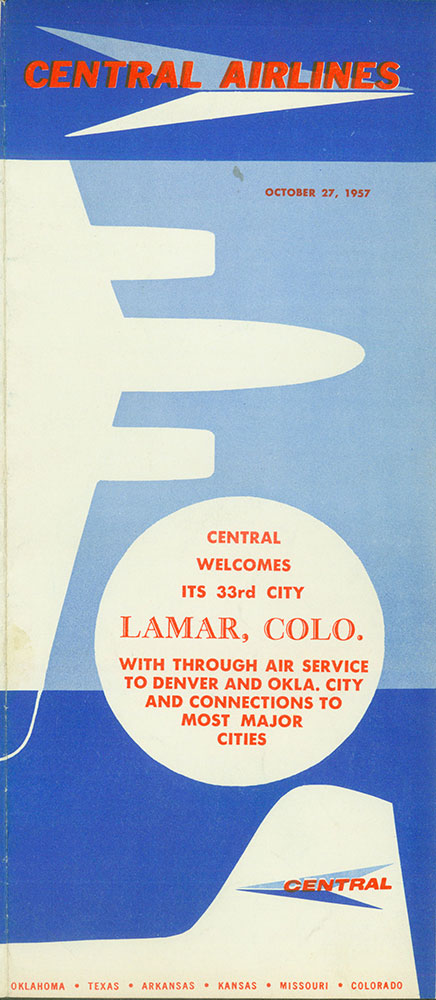 CENTRAL AIRLINES
OCTOBER 27, 1957
CENTRAL
WELCOMES
ITS 33rd CITY
LAMAR, COLO.
WITH THROUGH AIR SERVICE
TO DENVER AND OKLA. CITY
AND CONNECTIONS TO
MOST MAJOR
CITIES
CENTRAL
OKLAHOMA • TEXAS • ARKANSAS • KANSAS • MISSOURI • COLORADO